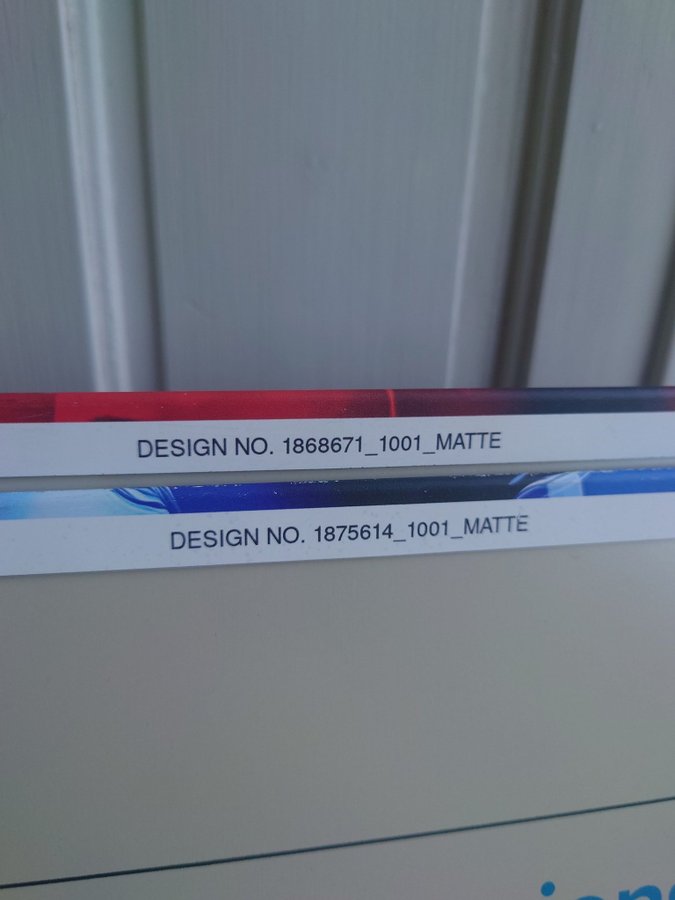 DESIGN NO. 1868671_1001_MATTE
DESIGN NO. 1875614_1001_MATTE